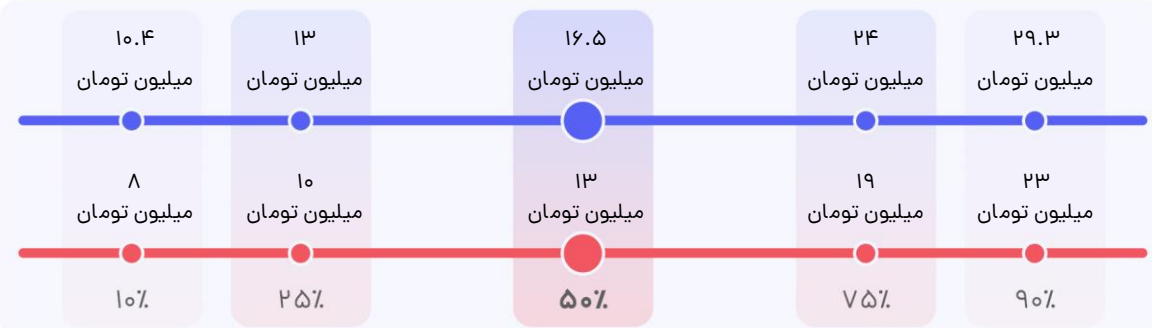 ۱۰.۴ ۱۳ ۱۶.۵ ۲۴ ۲۹.۳
میلیون تومان میلیون تومان میلیون تومان میلیون تومان میلیون تومان
۸ ۱۰ ۱۳ ۱۹ ۲۳
میلیون تومان میلیون تومان میلیون تومان میلیون تومان میلیون تومان
۱۰٪ ۲۵٪ ۵۰٪ ۷۵٪ ۹۰٪